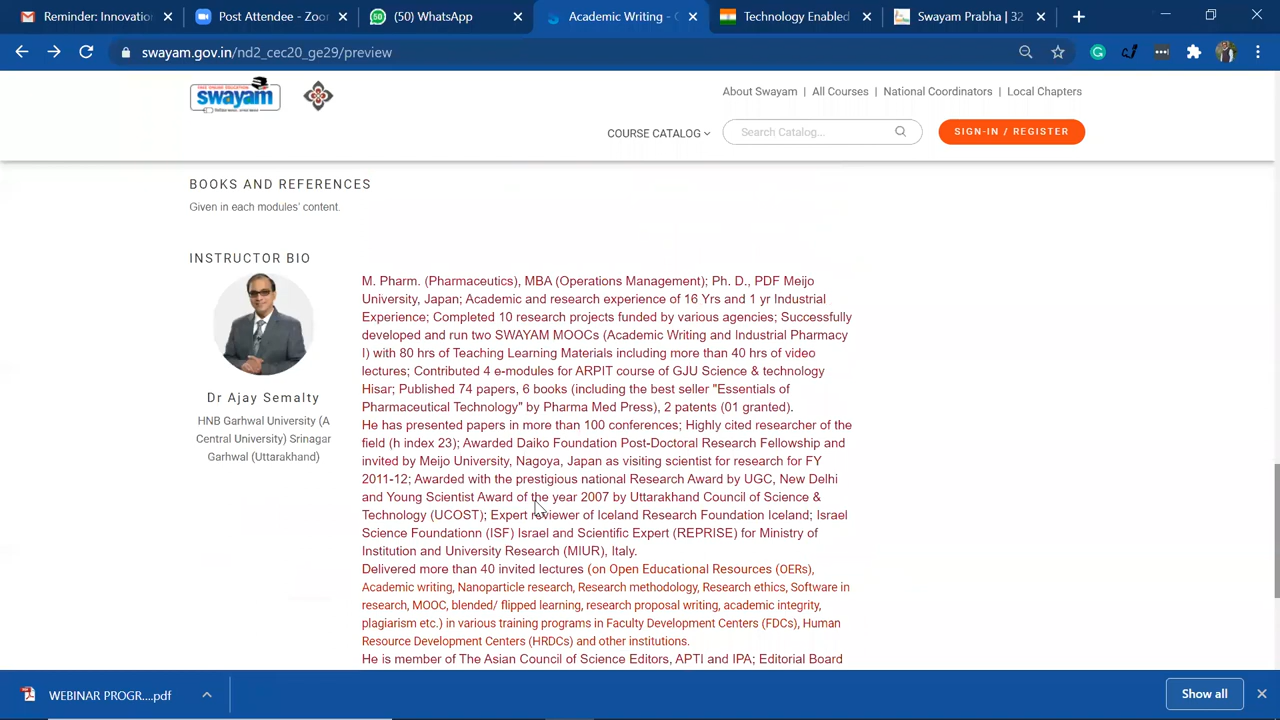 Reminder: Innovation
Post Attendee - Zoom
(50) WhatsApp
Academic Writing -
Technology Enabled
Swayam Prabha | 32
swayam.gov.in/nd2_cec20_ge29/preview
FREE ONLINE EDUCATION
swayam
About Swayam | All Courses | National Coordinators | Local Chapters
COURSE CATALOG
Search Catalog...
SIGN-IN / REGISTER
BOOKS AND REFERENCES
Given in each modules' content.
INSTRUCTOR BIO
Dr Ajay Semalty
HNB Garhwal University (A
Central University) Srinagar
Garhwal (Uttarakhand)
M. Pharm. (Pharmaceutics), MBA (Operations Management); Ph. D., PDF Meijo
University, Japan; Academic and research experience of 16 Yrs and 1 yr Industrial
Experience; Completed 10 research projects funded by various agencies; Successfully
developed and run two SWAYAM MOOCs (Academic Writing and Industrial Pharmacy
I) with 80 hrs of Teaching Learning Materials including more than 40 hrs of video
lectures; Contributed 4 e-modules for ARPIT course of GJU Science & technology
Hisar; Published 74 papers, 6 books (including the best seller "Essentials of
Pharmaceutical Technology" by Pharma Med Press), 2 patents (01 granted).
He has presented papers in more than 100 conferences; Highly cited researcher of the
field (h index 23); Awarded Daiko Foundation Post-Doctoral Research Fellowship and
invited by Meijo University, Nagoya, Japan as visiting scientist for research for FY
2011-12; Awarded with the prestigious national Research Award by UGC, New Delhi
and Young Scientist Award of the year 2007 by Uttarakhand Council of Science &
Technology (UCOST); Expert reviewer of Iceland Research Foundation Iceland; Israel
Science Foundationn (ISF) Israel and Scientific Expert (REPRISE) for Ministry of
Institution and University Research (MIUR), Italy.
Delivered more than 40 invited lectures (on Open Educational Resources (OERs),
Academic writing, Nanoparticle research, Research methodology, Research ethics, Software in
research, MOOC, blended/ flipped learning, research proposal writing, academic integrity,
plagiarism etc.) in various training programs in Faculty Development Centers (FDCs), Human
Resource Development Centers (HRDCs) and other institutions.
He is member of The Asian Council of Science Editors, APTI and IPA; Editorial Board
WEBINAR PROGR....pdf
Show all